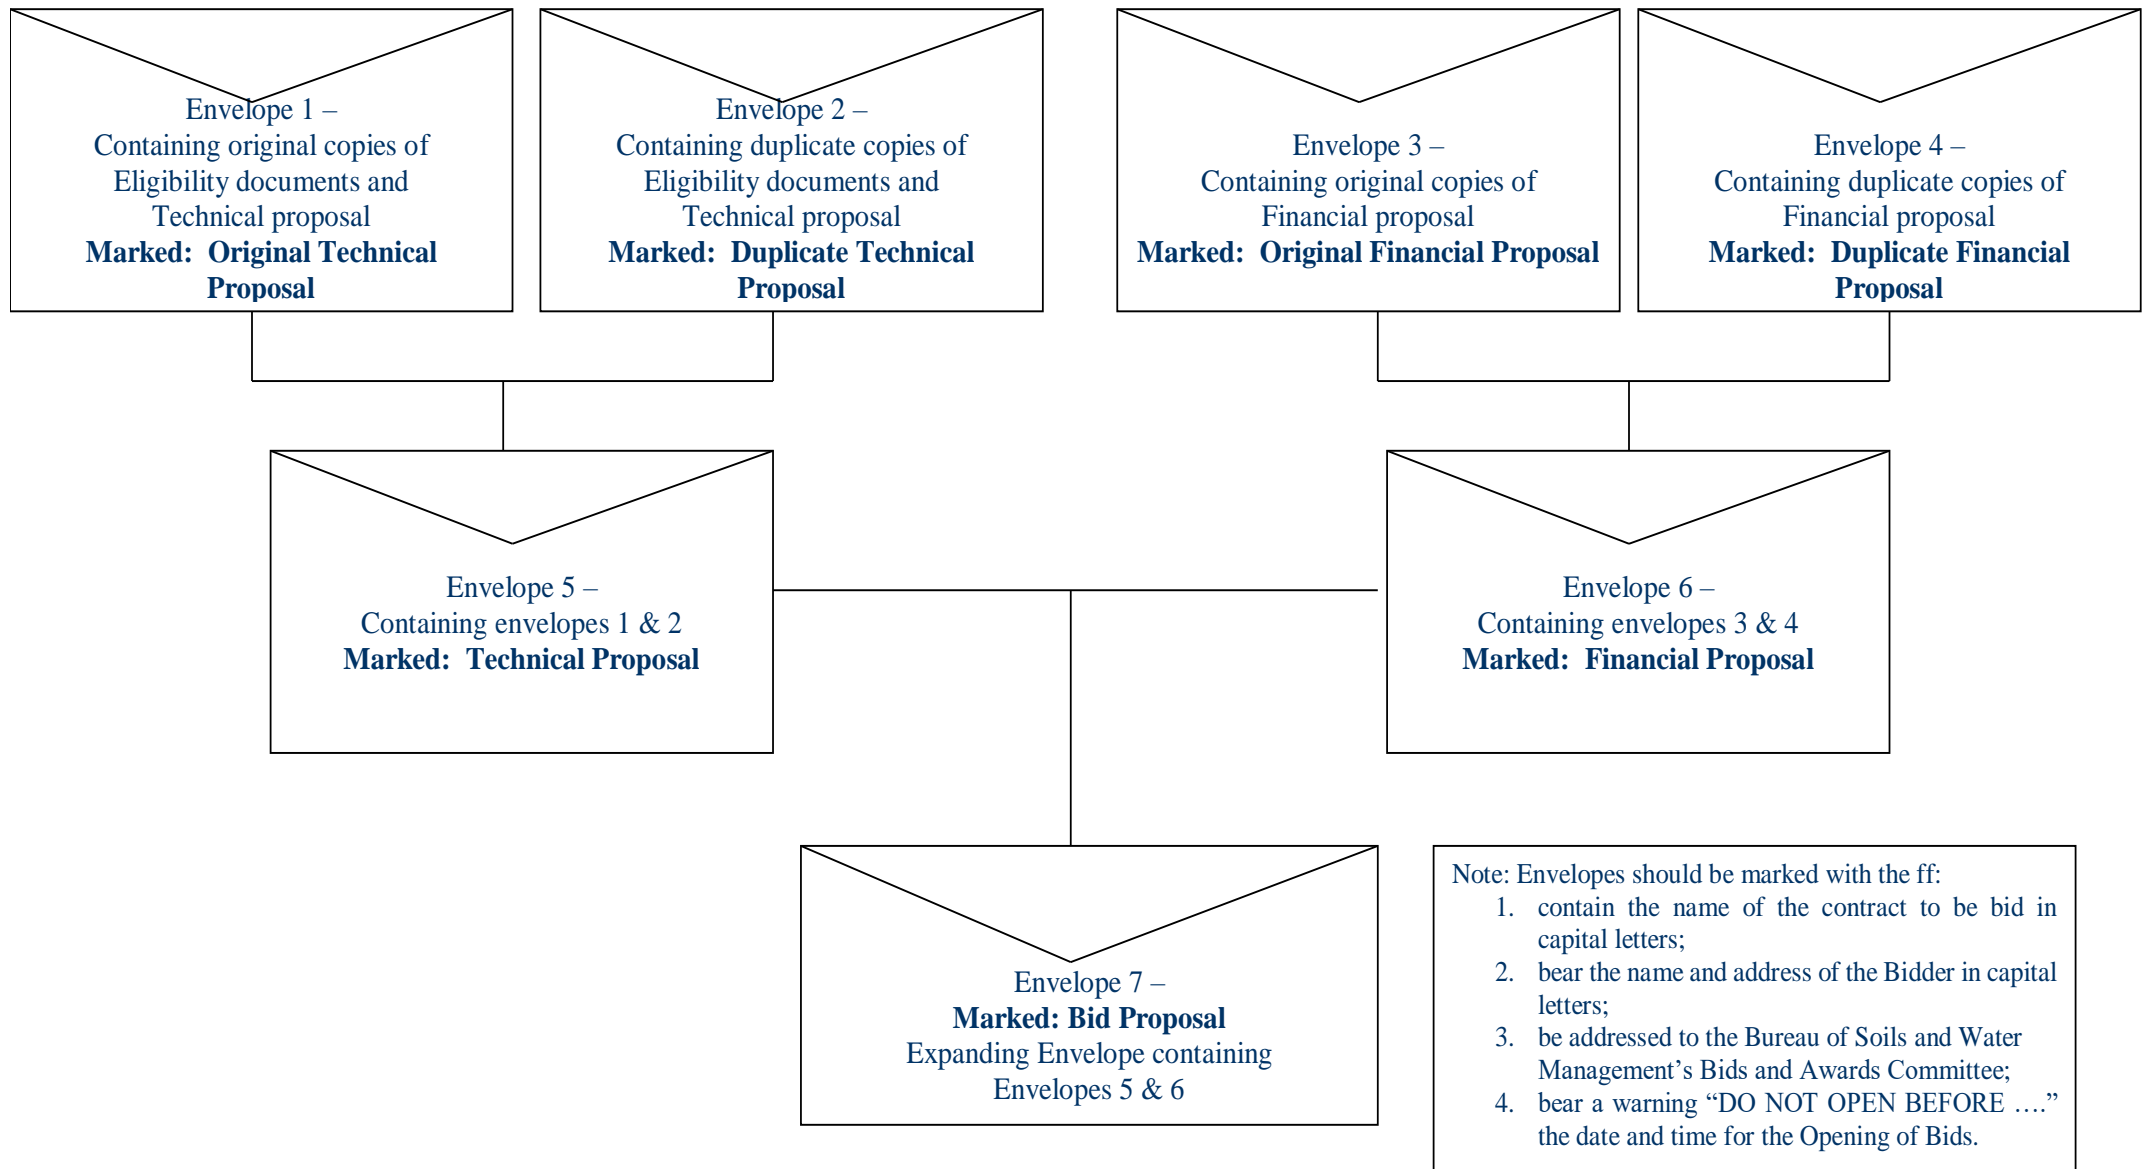 Envelope 1 –
Containing original copies of
Eligibility documents and
Technical proposal
Marked:  Original Technical
Proposal
Envelope 2 –
Containing duplicate copies of
Eligibility documents and
Technical proposal
Marked:  Duplicate Technical
Proposal
Envelope 3 –
Containing original copies of
Financial proposal
Marked:  Original Financial Proposal
Envelope 4 –
Containing duplicate copies of
Financial proposal
Marked:  Duplicate Financial
Proposal
Envelope 5 –
Containing envelopes 1 & 2
Marked:  Technical Proposal
Envelope 6 –
Containing envelopes 3 & 4
Marked:  Financial Proposal
Envelope 7 –
Marked: Bid Proposal
Expanding Envelope containing
Envelopes 5 & 6
Note: Envelopes should be marked with the ff:
1. contain the name of the contract to be bid in
capital letters;
2. bear the name and address of the Bidder in capital
letters;
3. be addressed to the Bureau of Soils and Water
Management’s Bids and Awards Committee;
4. bear a warning “DO NOT OPEN BEFORE ….”
the date and time for the Opening of Bids.